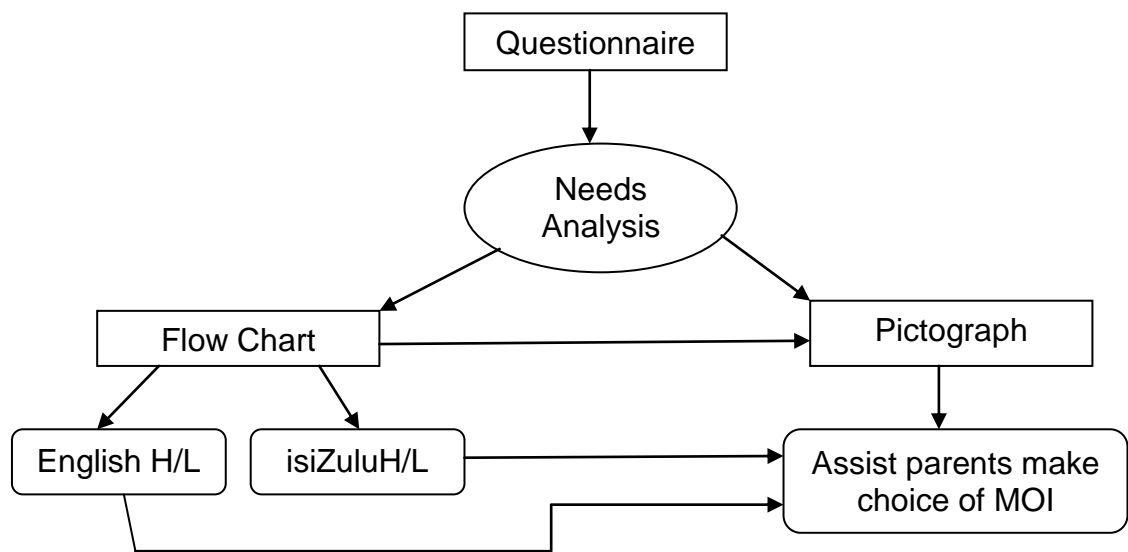 Questionnaire
Needs
Analysis
Flow Chart
Pictograph
English H/L
isiZuluH/L
Assist parents make
choice of MOI